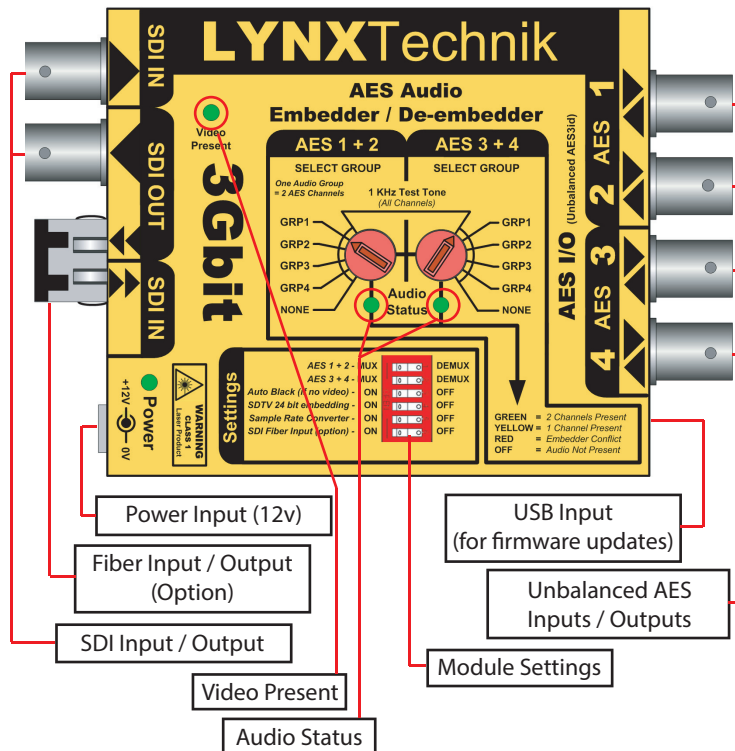 LYNXTechnik
SDI IN
SDI OUT
SDI IN
Video
Present
3Gbit
AES Audio
Embedder / De-embedder
AES 1 + 2
AES 3 + 4
SELECT GROUP
SELECT GROUP
One Audio Group
= 2 AES Channels
1 KHz Test Tone
(All Channels)
GRP1
GRP2
GRP3
GRP4
NONE
GRP1
GRP2
GRP3
GRP4
NONE
Audio
Status
AES I/O (Unbalanced AES3id)
AES 1
2
AES 3
4
+12V
0V
Power
WARNING
CLASS 1
Laser Product
Settings
AES 1 + 2 - MUX DEMUX
AES 3 + 4 - MUX DEMUX
Auto Black (if no video) - ON OFF
SDTV 24 bit embedding - ON OFF
Sample Rate Converter - ON OFF
SDI Fiber Input (option) - ON OFF
GREEN = 2 Channels Present
YELLOW = 1 Channel Present
RED = Embedder Conflict
OFF = Audio Not Present
Power Input (12v)
USB Input
(for firmware updates)
Fiber Input / Output
(Option)
Unbalanced AES
Inputs / Outputs
SDI Input / Output
Module Settings
Video Present
Audio Status